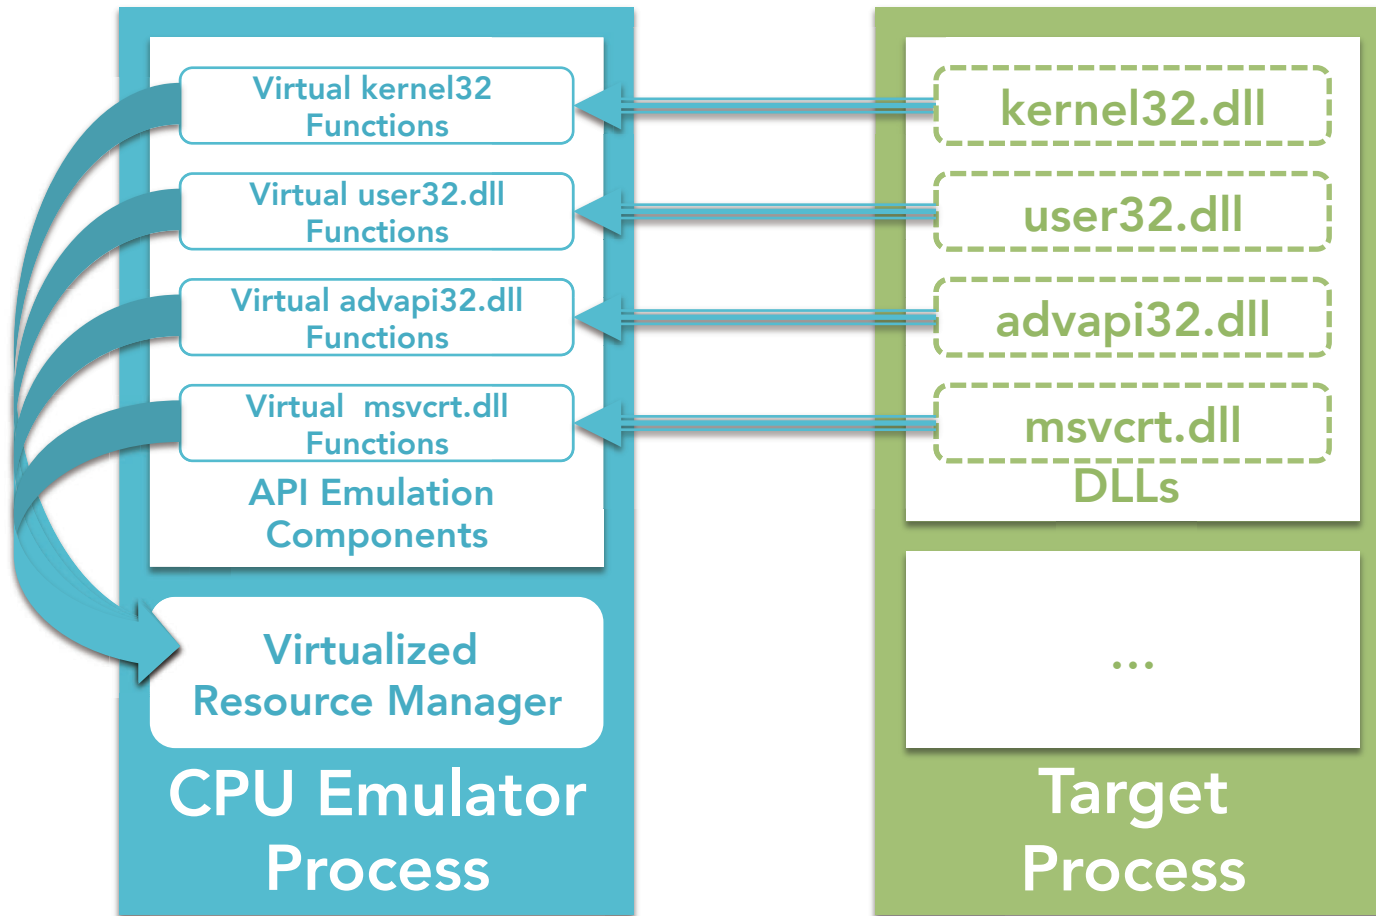 Virtual kernel32
Functions
Virtual user32.dll
Functions
Virtual advapi32.dll
Functions
Virtual  msvcrt.dll
Functions
API Emulation
Components
Virtualized
Resource Manager
CPU Emulator
Process
kernel32.dll
user32.dll
advapi32.dll
msvcrt.dll
DLLs
...
Target
Process